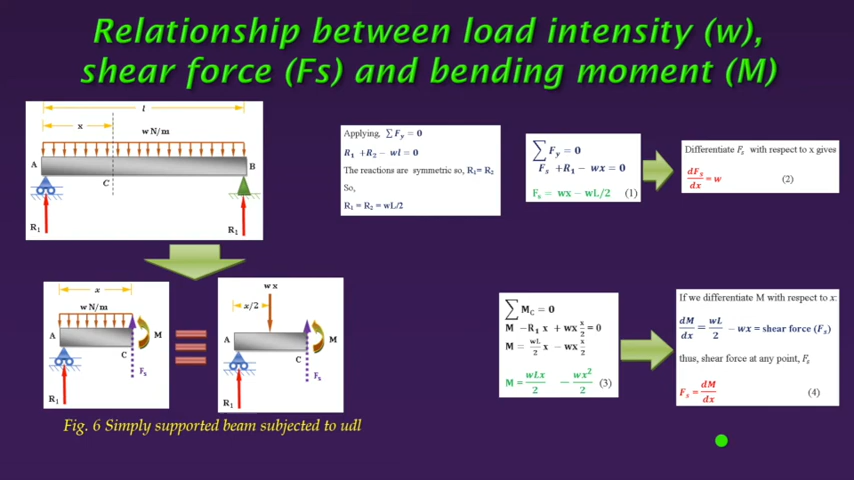 Relationship between load intensity (w),
shear force (Fs) and bending moment (M)
l
x
w N/m
A
B
C
R₁
R₁
Applying, ∑ Fy = 0
R₁ +R₂ − wl = 0
The reactions are symmetric so, R₁= R₂
So,
R₁ = R₂ = wL/2
∑ Fy = 0
Fs +R₁ − wx = 0
Fs = wx − wL/2 (1)
Differentiate Fs with respect to x gives
dFs/dx = w (2)
x
w N/m
A
M
C
Fs
R₁
w x
x/2
A
M
C
Fs
R₁
∑ MC = 0
M −R₁ x + wx x/2 = 0
M = wL/2 x − wx x/2
M = wLx/2 − wx²/2 (3)
If we differentiate M with respect to x:
dM/dx = wL/2 − wx = shear force (Fs)
thus, shear force at any point, Fs
Fs = dM/dx (4)
Fig. 6 Simply supported beam subjected to udl